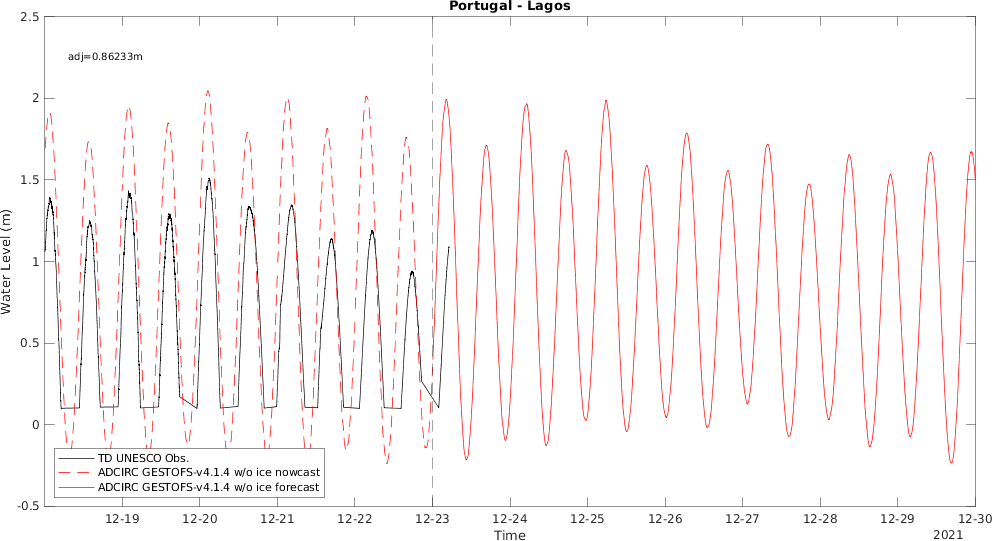 Portugal - Lagos
2.5
adj=0.86233m
2
1.5
1
0.5
0
-0.5
Water Level (m)
TD UNESCO Obs.
ADCIRC GESTOFS-v4.1.4 w/o ice nowcast
ADCIRC GESTOFS-v4.1.4 w/o ice forecast
12-19 12-20 12-21 12-22 12-23 12-24 12-25 12-26 12-27 12-28 12-29 12-30
Time
2021